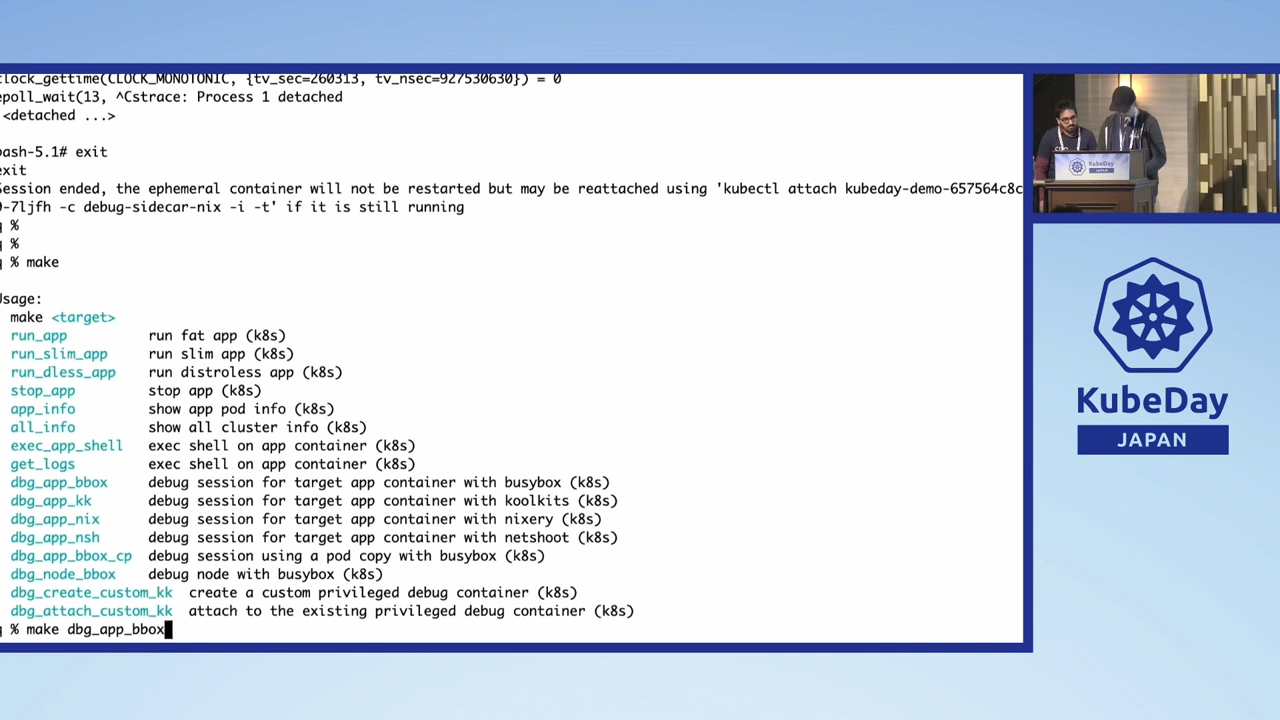 clock_gettime(CLOCK_MONOTONIC, {tv_sec=260313, tv_nsec=927530630}) = 0
epoll_wait(13, ^Cstrace: Process 1 detached
<detached ...>
bash-5.1# exit
exit
Session ended, the ephemeral container will not be restarted but may be reattached using 'kubectl attach kubeday-demo-657564c8c
9-7ljfh -c debug-sidecar-nix -i -t' if it is still running
q %
q %
q % make
Usage:
make <target>
run_app run fat app (k8s)
run_slim_app run slim app (k8s)
run_dless_app run distroless app (k8s)
stop_app stop app (k8s)
app_info show app pod info (k8s)
all_info show all cluster info (k8s)
exec_app_shell exec shell on app container (k8s)
get_logs exec shell on app container (k8s)
dbg_app_bbox debug session for target app container with busybox (k8s)
dbg_app_kk debug session for target app container with koolkits (k8s)
dbg_app_nix debug session for target app container with nixery (k8s)
dbg_app_nsh debug session for target app container with netshoot (k8s)
dbg_app_bbox_cp debug session using a pod copy with busybox (k8s)
dbg_node_bbox debug node with busybox (k8s)
dbg_create_custom_kk create a custom privileged debug container (k8s)
dbg_attach_custom_kk attach to the existing privileged debug container (k8s)
q % make dbg_app_bbox
KubeDay
JAPAN
KubeDay
JAPAN